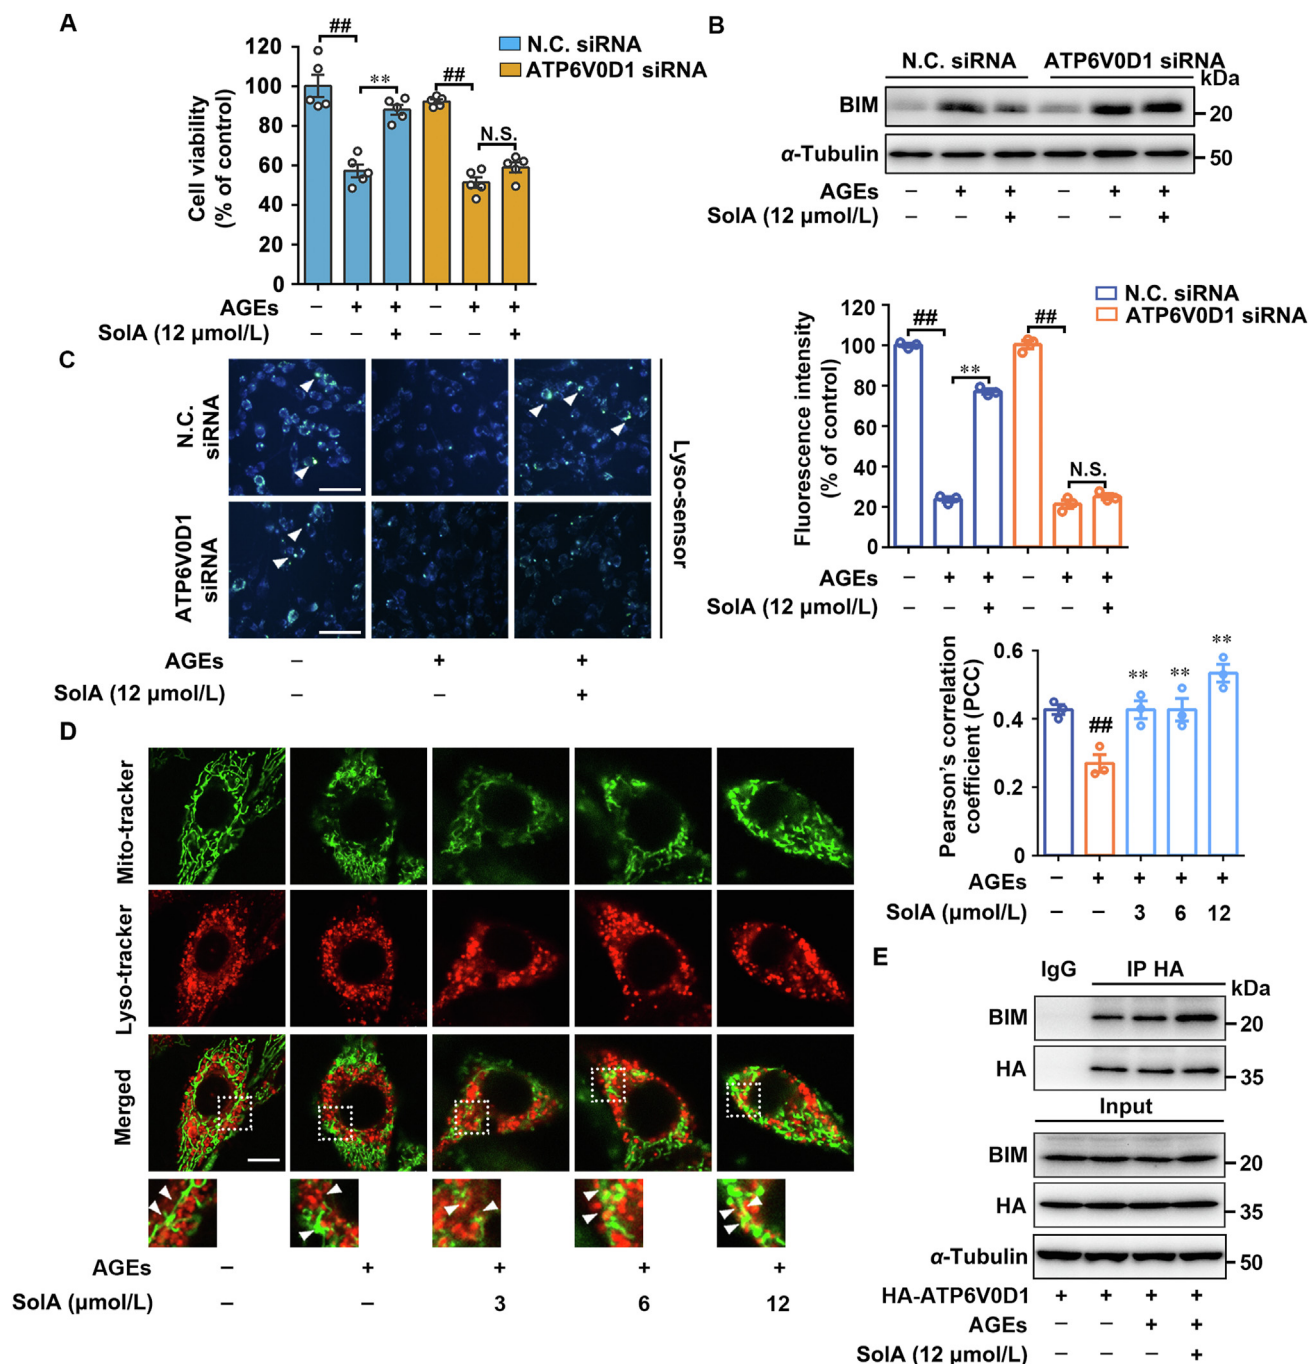 A
120
100
80
60
40
20
0
Cell viability
(% of control)
##
**
##
N.S.
N.C. siRNA
ATP6V0D1 siRNA
AGEs – + + – + +
SolA (12 μmol/L) – – + – – +
B
N.C. siRNA ATP6V0D1 siRNA
kDa
BIM 20
α-Tubulin 50
AGEs – + + – + +
SolA (12 μmol/L) – – + – – +
C
N.C.
siRNA
ATP6V0D1
siRNA
Lyso-sensor
AGEs – + +
SolA (12 μmol/L) – – +
N.C. siRNA
ATP6V0D1 siRNA
120
100
80
60
40
20
0
Fluorescence intensity
(% of control)
##
**
##
N.S.
AGEs – + + – + +
SolA (12 μmol/L) – – + – – +
D
Mito-tracker
Lyso-tracker
Merged
AGEs – + + + +
SolA (μmol/L) – – 3 6 12
0.6
0.4
0.2
0
Pearson's correlation
coefficient (PCC)
##
**
**
**
AGEs – + + + +
SolA (μmol/L) – – 3 6 12
E
IgG IP HA
kDa
BIM 20
HA 35
Input
BIM 20
HA 35
α-Tubulin 50
HA-ATP6V0D1 + + + +
AGEs – – + +
SolA (12 μmol/L) – – – +